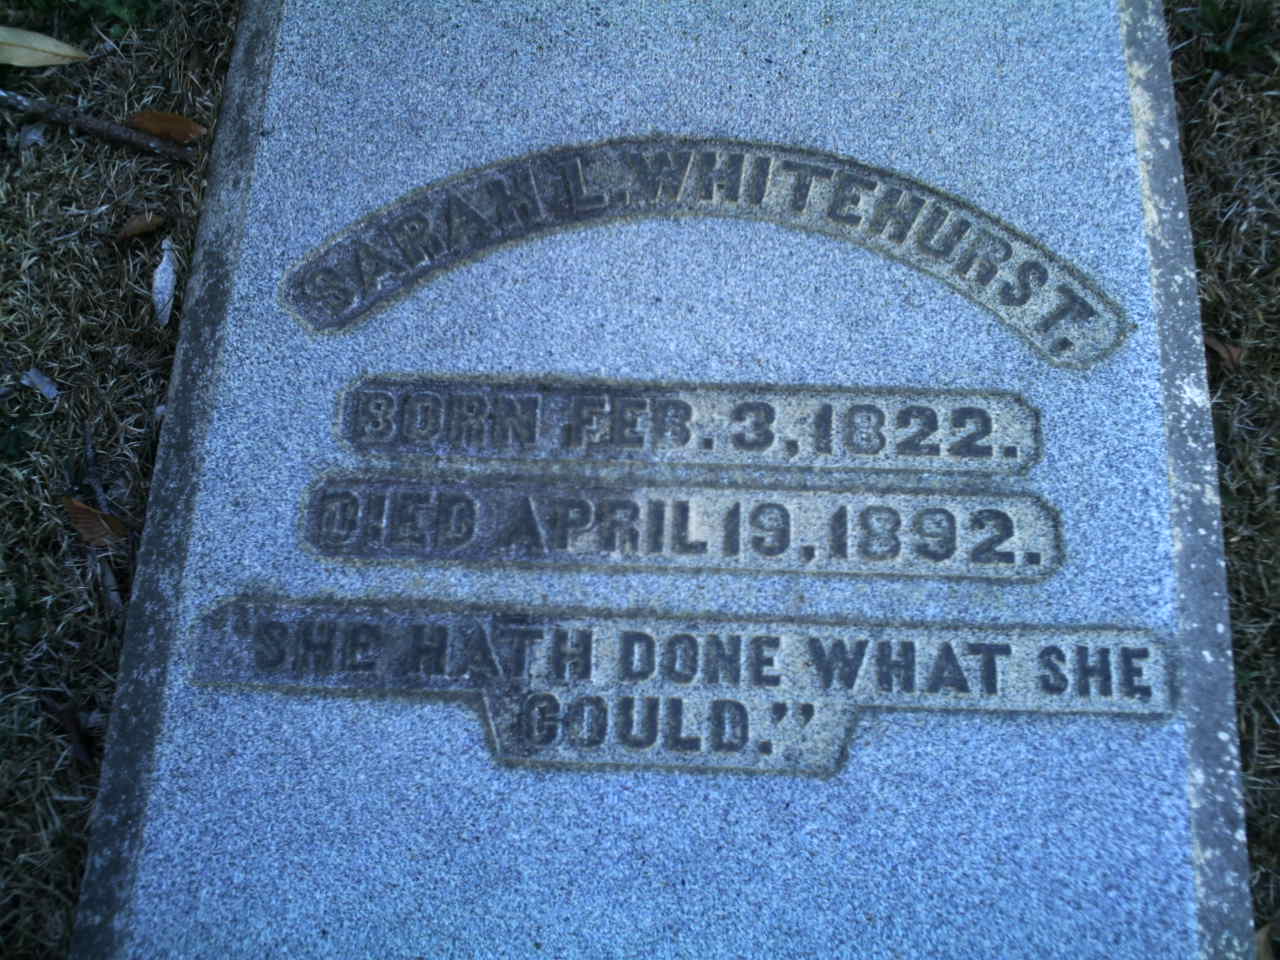 SARAH L. WHITEHURST.
BORN FEB. 3, 1822.
DIED APRIL 19, 1892.
"SHE HATH DONE WHAT SHE
COULD."